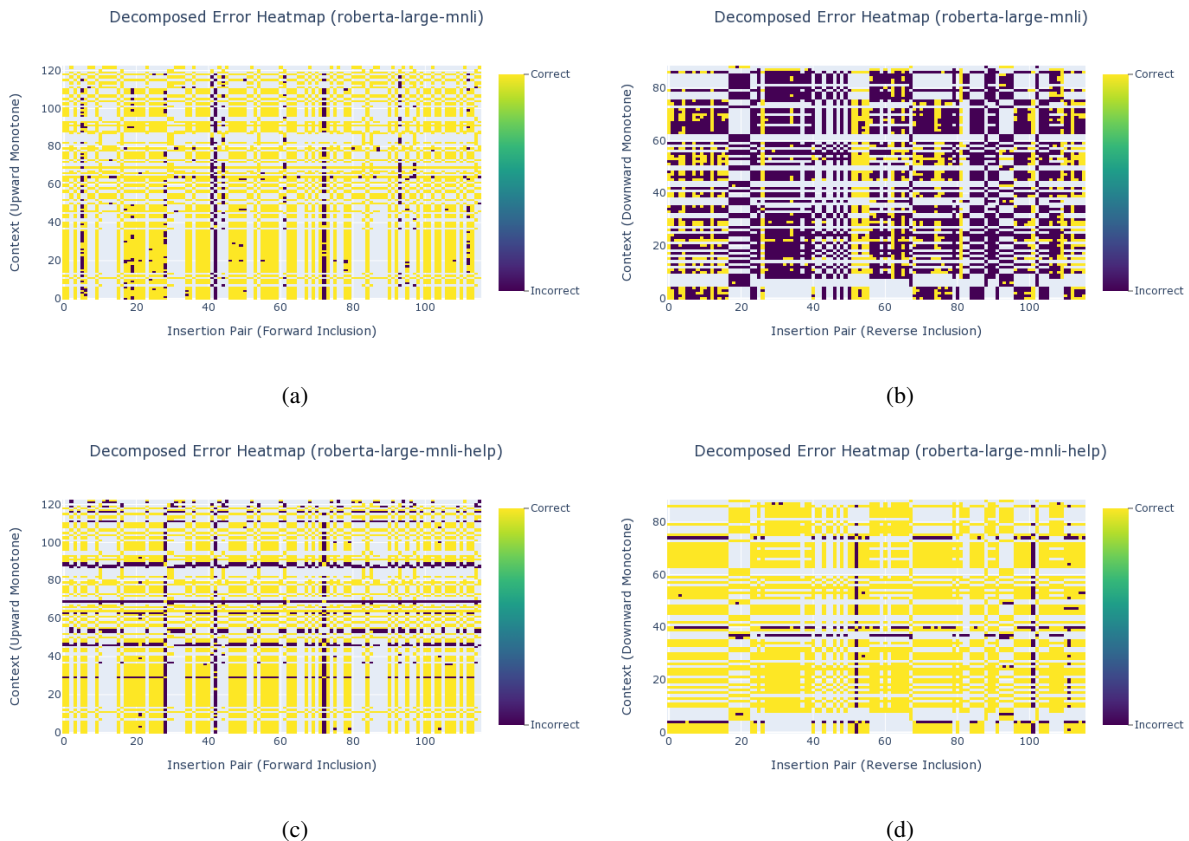 Decomposed Error Heatmap (roberta-large-mnli)
Context (Upward Monotone)
120
100
80
60
40
20
0
0 20 40 60 80 100
Insertion Pair (Forward Inclusion)
Correct
Incorrect
(a)
Decomposed Error Heatmap (roberta-large-mnli)
Context (Downward Monotone)
80
60
40
20
0
0 20 40 60 80 100
Insertion Pair (Reverse Inclusion)
Correct
Incorrect
(b)
Decomposed Error Heatmap (roberta-large-mnli-help)
Context (Upward Monotone)
120
100
80
60
40
20
0
0 20 40 60 80 100
Insertion Pair (Forward Inclusion)
Correct
Incorrect
(c)
Decomposed Error Heatmap (roberta-large-mnli-help)
Context (Downward Monotone)
80
60
40
20
0
0 20 40 60 80 100
Insertion Pair (Reverse Inclusion)
Correct
Incorrect
(d)